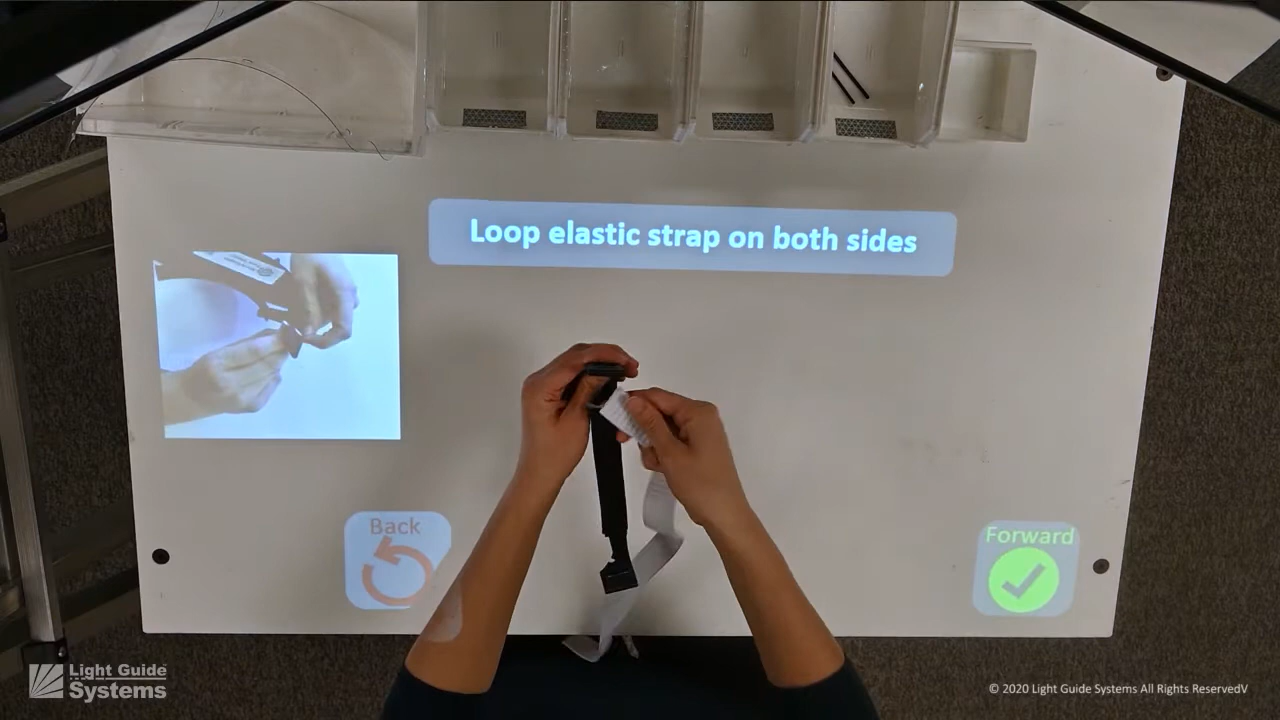 Loop elastic strap on both sides
Back
Forward
Light Guide
Systems
© 2020 Light Guide Systems All Rights ReservedV